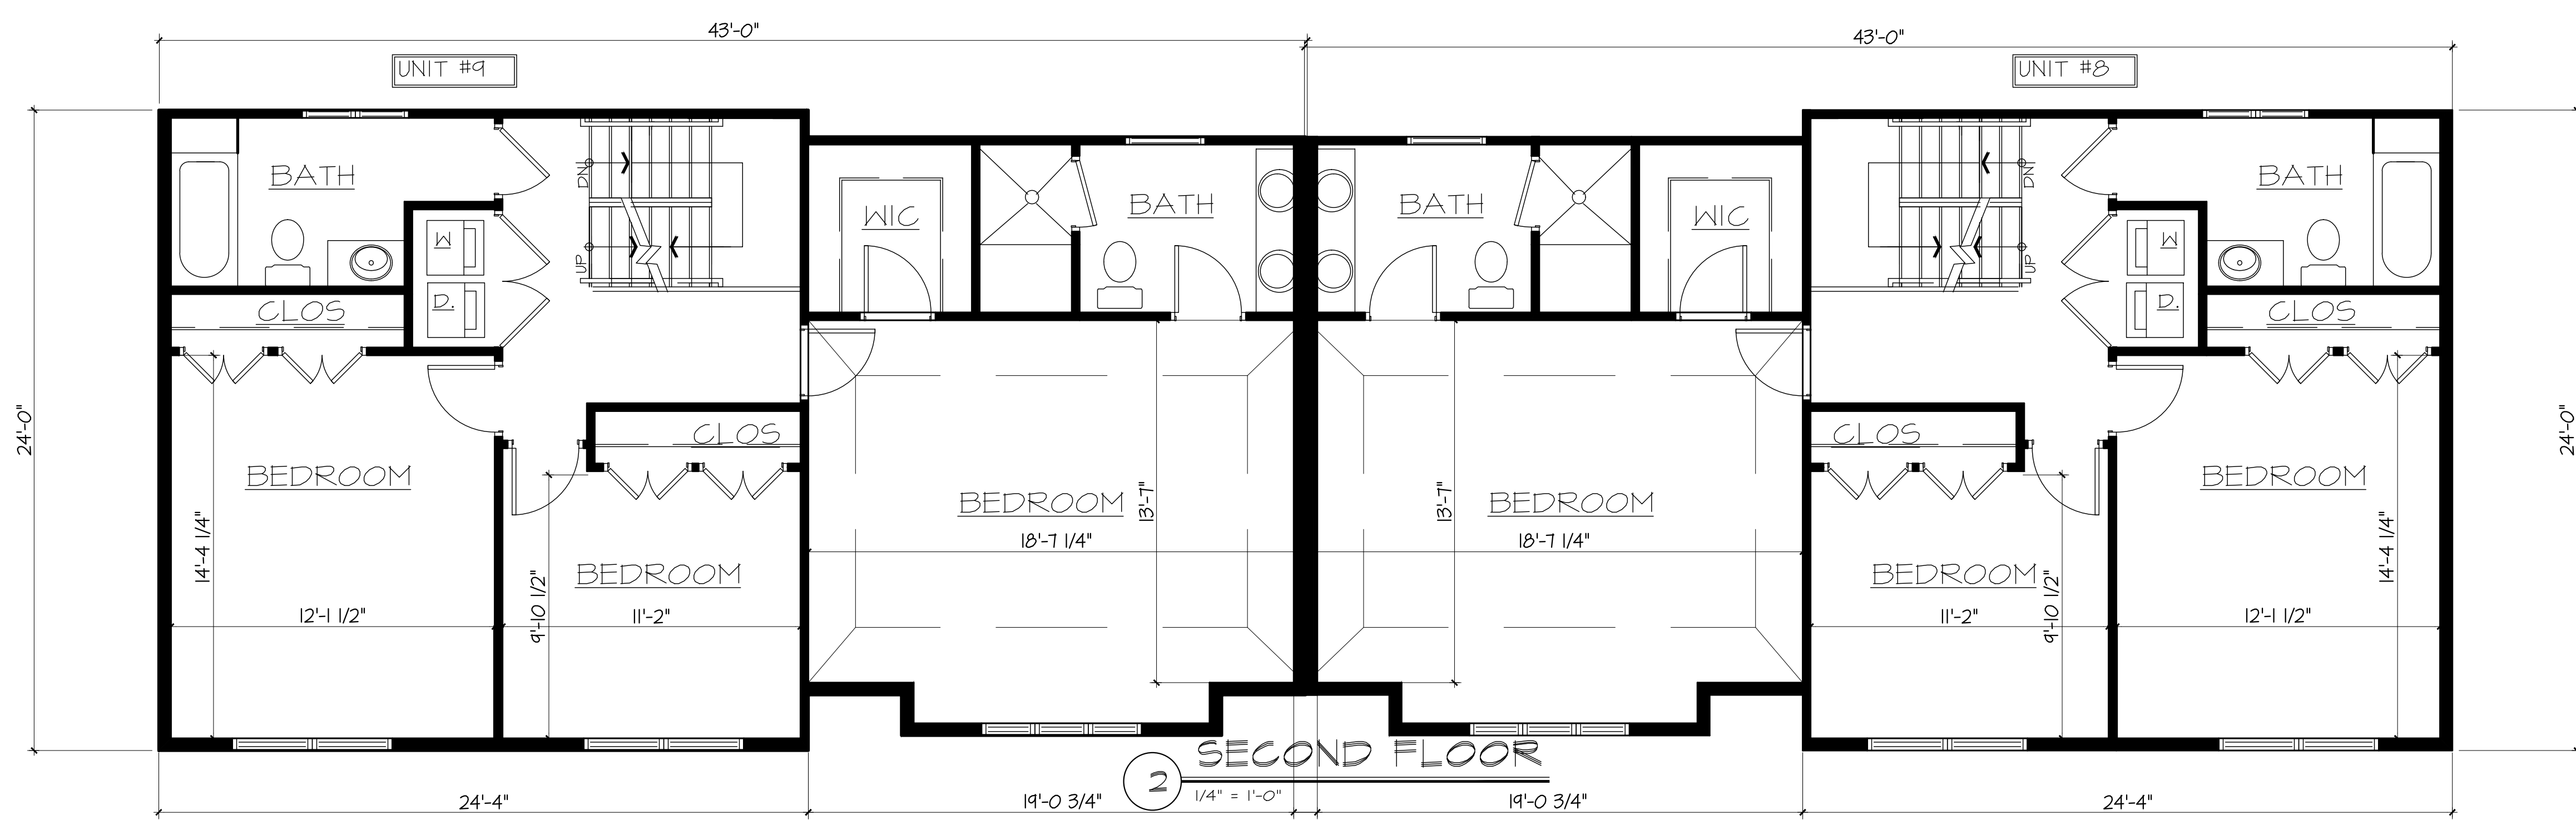 43'-0"
43'-0"
UNIT #9
UNIT #8
BATH
DN
BATH
WIC
BATH
WIC
DN
BATH
W
UP
W
UP
D.
D.
CLOS
CLOS
24'-0"
24'-0"
CLOS
CLOS
BEDROOM
BEDROOM
BEDROOM
13'-7"
13'-7"
BEDROOM
14'-4 1/4"
18'-7 1/4"
18'-7 1/4"
14'-4 1/4"
BEDROOM
BEDROOM
9'-10 1/2"
9'-10 1/2"
12'-1 1/2"
11'-2"
11'-2"
12'-1 1/2"
SECOND FLOOR
2
1/4" = 1'-0"
24'-4"
19'-0 3/4"
19'-0 3/4"
24'-4"